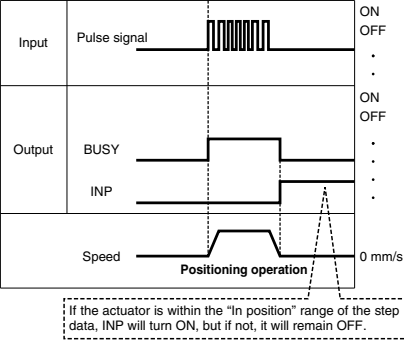 ON
Input
Pulse signal
OFF
ON
OFF
Output
BUSY
INP
Speed
0 mm/s
Positioning operation
If the actuator is within the “In position” range of the step
data, INP will turn ON, but if not, it will remain OFF.